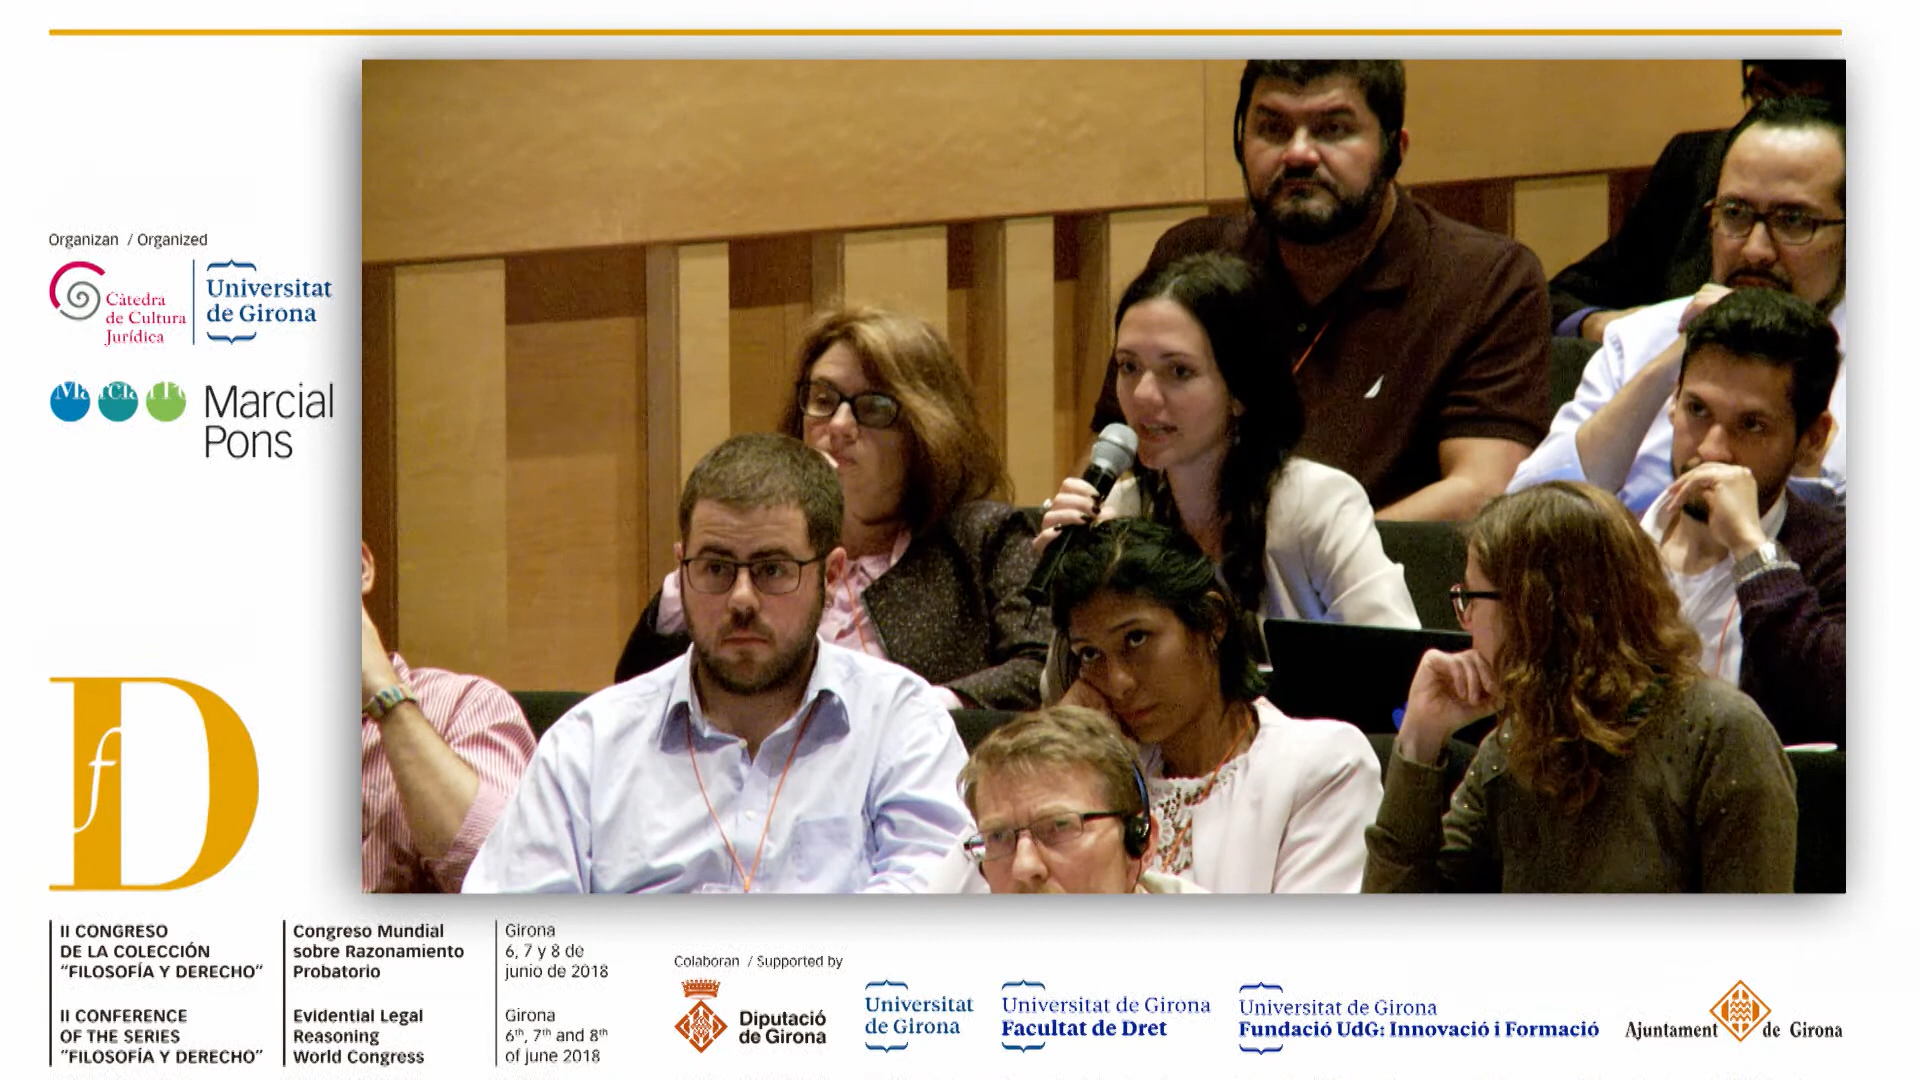 Organizan / Organized
Càtedra
de Cultura
Jurídica
Universitat
de Girona
Marcial
Pons
fD
II CONGRESO
DE LA COLECCIÓN
“FILOSOFÍA Y DERECHO”
II CONFERENCE
OF THE SERIES
“FILOSOFÍA Y DERECHO”
Congreso Mundial
sobre Razonamiento
Probatorio
Evidential Legal
Reasoning
World Congress
Girona
6, 7 y 8 de
junio de 2018
Girona
6th, 7th and 8th
of june 2018
Colaboran / Supported by
Diputació
de Girona
Universitat
de Girona
Universitat de Girona
Facultat de Dret
Universitat de Girona
Fundació UdG: Innovació i Formació
Ajuntament de Girona